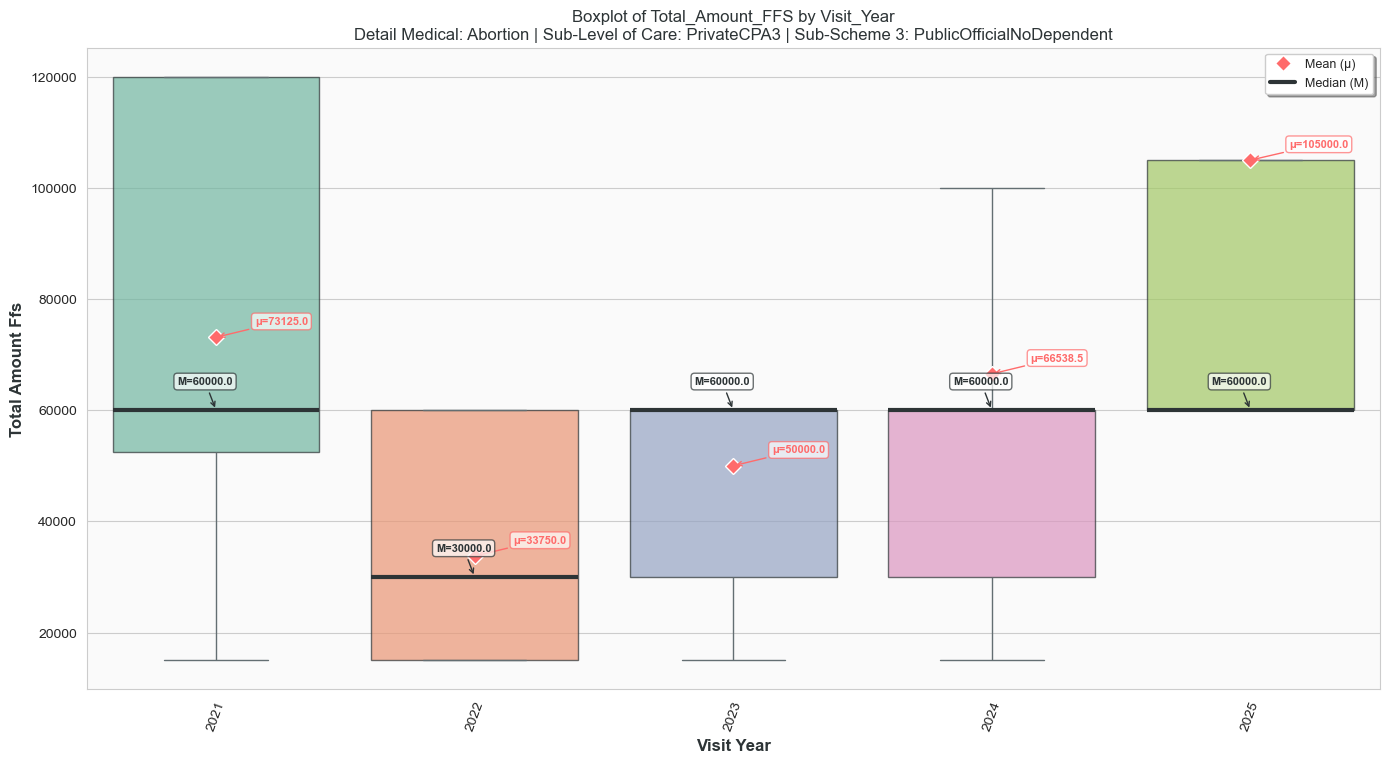 Boxplot of Total_Amount_FFS by Visit_Year
Detail Medical: Abortion | Sub-Level of Care: PrivateCPA3 | Sub-Scheme 3: PublicOfficialNoDependent
Mean (μ)
Median (M)
Total Amount Ffs
120000
100000
80000
60000
40000
20000
μ=73125.0
M=60000.0
μ=33750.0
M=30000.0
M=60000.0
μ=50000.0
μ=66538.5
M=60000.0
μ=105000.0
M=60000.0
2021
2022
2023
2024
2025
Visit Year